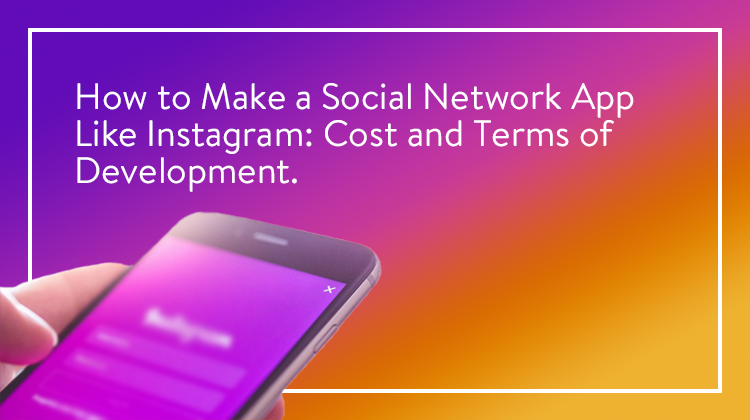 How to Make a Social Network App
Like Instagram: Cost and Terms of
Development.